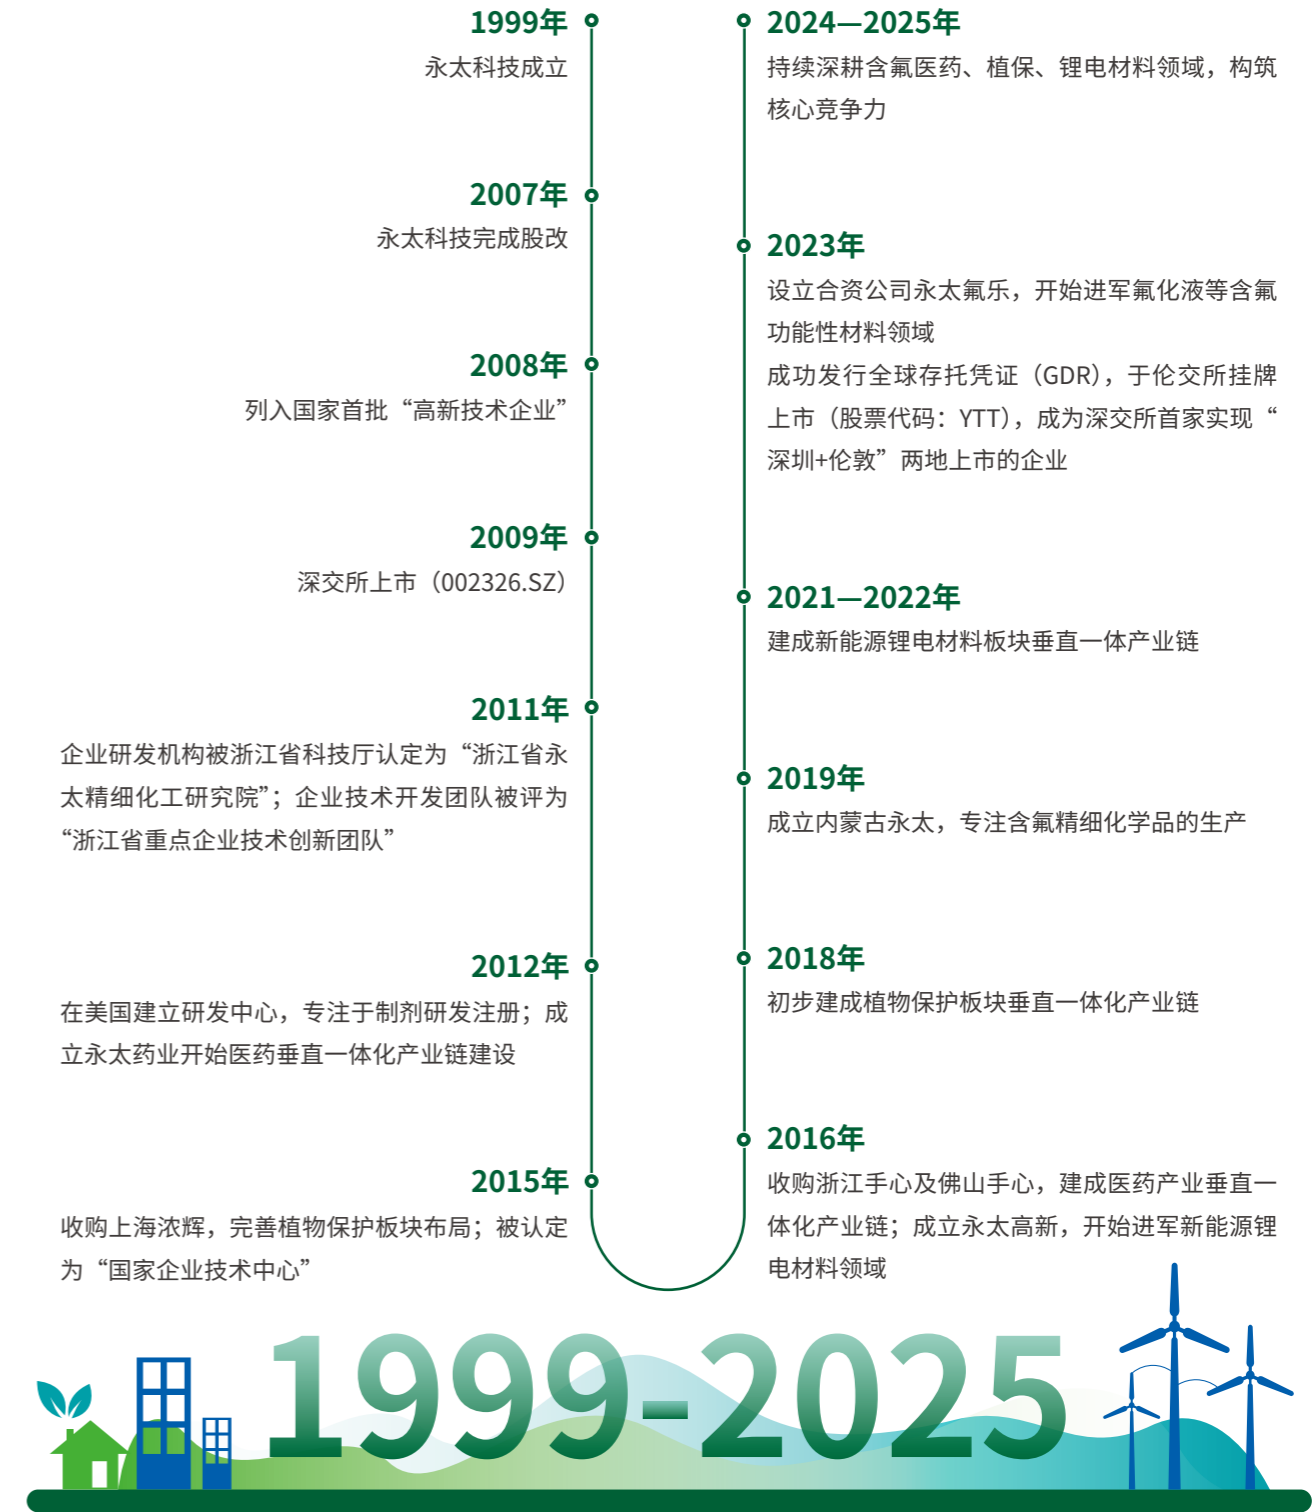 1999年
永太科技成立
2007年
永太科技完成股改
2008年
列入国家首批“高新技术企业”
2009年
深交所上市（002326.SZ）
2011年
企业研发机构被浙江省科技厅认定为“浙江省永
太精细化工研究院”；企业技术开发团队被评为
“浙江省重点企业技术创新团队”
2012年
在美国建立研发中心，专注于制剂研发注册；成
立永太药业开始医药垂直一体化产业链建设
2015年
收购上海浓辉，完善植物保护板块布局；被认定
为“国家企业技术中心”
2024—2025年
持续深耕含氟医药、植保、锂电材料领域，构筑
核心竞争力
2023年
设立合资公司永太氟乐，开始进军氟化液等含氟
功能性材料领域
成功发行全球存托凭证（GDR），于伦交所挂牌
上市（股票代码：YTT），成为深交所首家实现“
深圳+伦敦”两地上市的企业
2021—2022年
建成新能源锂电材料板块垂直一体产业链
2019年
成立内蒙古永太，专注含氟精细化学品的生产
2018年
初步建成植物保护板块垂直一体化产业链
2016年
收购浙江手心及佛山手心，建成医药产业垂直一
体化产业链；成立永太高新，开始进军新能源锂
电材料领域
1999-2025